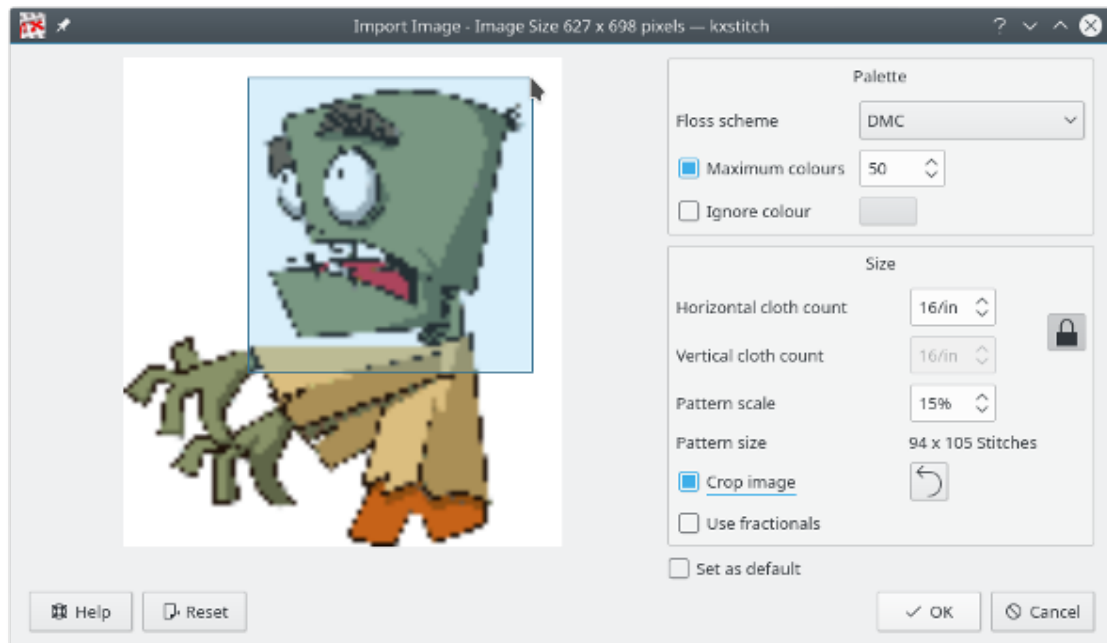 Import Image - Image Size 627 x 698 pixels — kxstitch
Palette
Floss scheme DMC
Maximum colours 50
Ignore colour
Size
Horizontal cloth count 16/in
Vertical cloth count 16/in
Pattern scale 15%
Pattern size 94 x 105 Stitches
Crop image
Use fractionals
Set as default
Help Reset OK Cancel